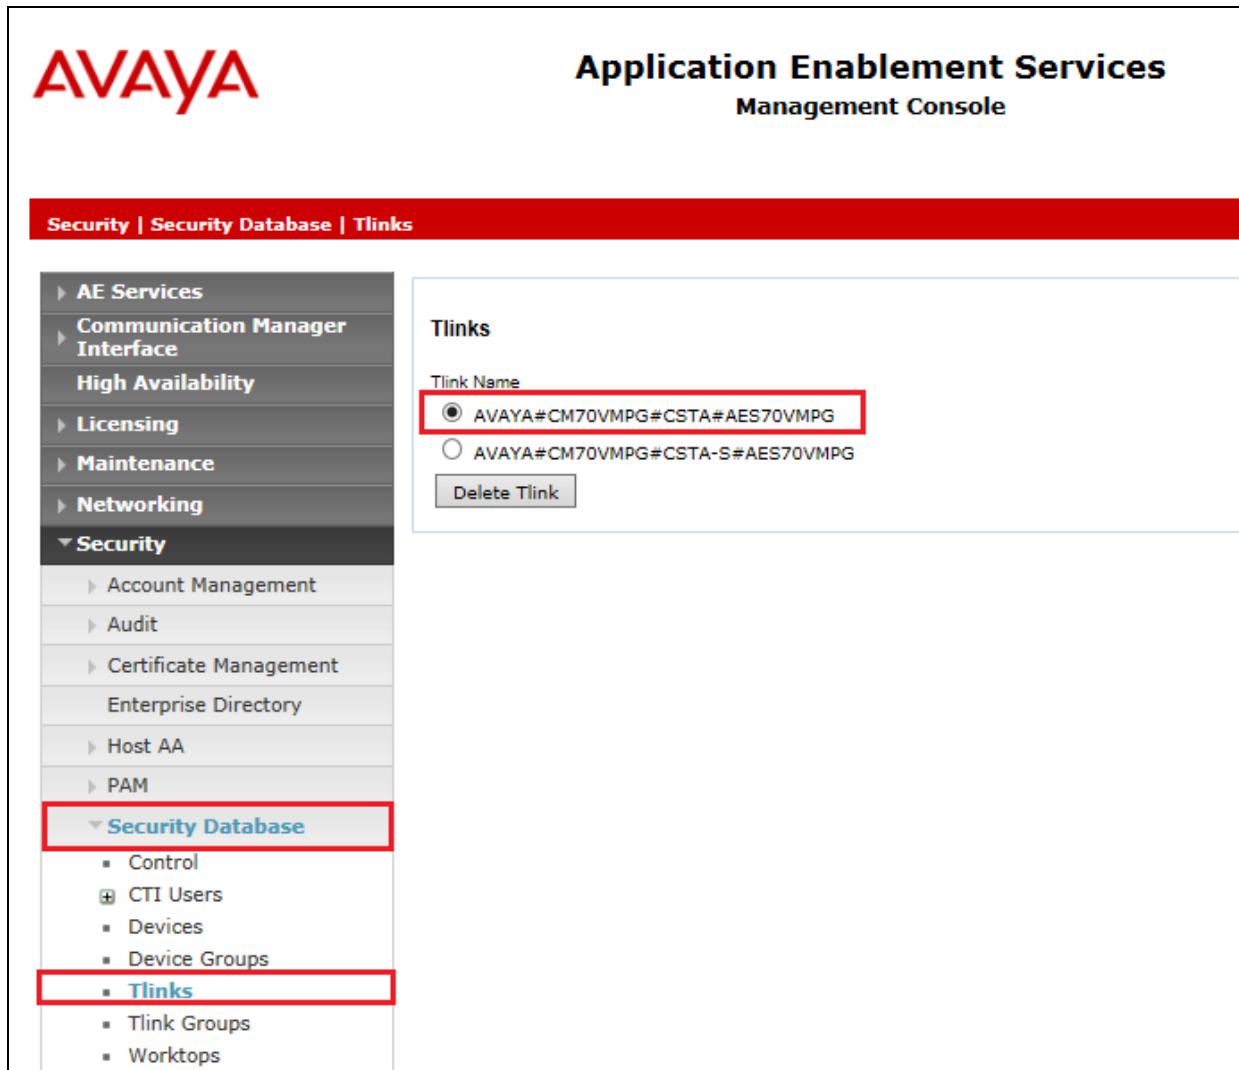 AVAYA
Application Enablement Services
Management Console
Security | Security Database | Tlinks
AE Services
Communication Manager
Interface
High Availability
Licensing
Maintenance
Networking
Security
Account Management
Audit
Certificate Management
Enterprise Directory
Host AA
PAM
Security Database
Control
CTI Users
Devices
Device Groups
Tlinks
Tlink Groups
Worktops
Tlinks
Tlink Name
AVAYA#CM70VMPG#CSTA#AES70VMPG
AVAYA#CM70VMPG#CSTA-S#AES70VMPG
Delete Tlink